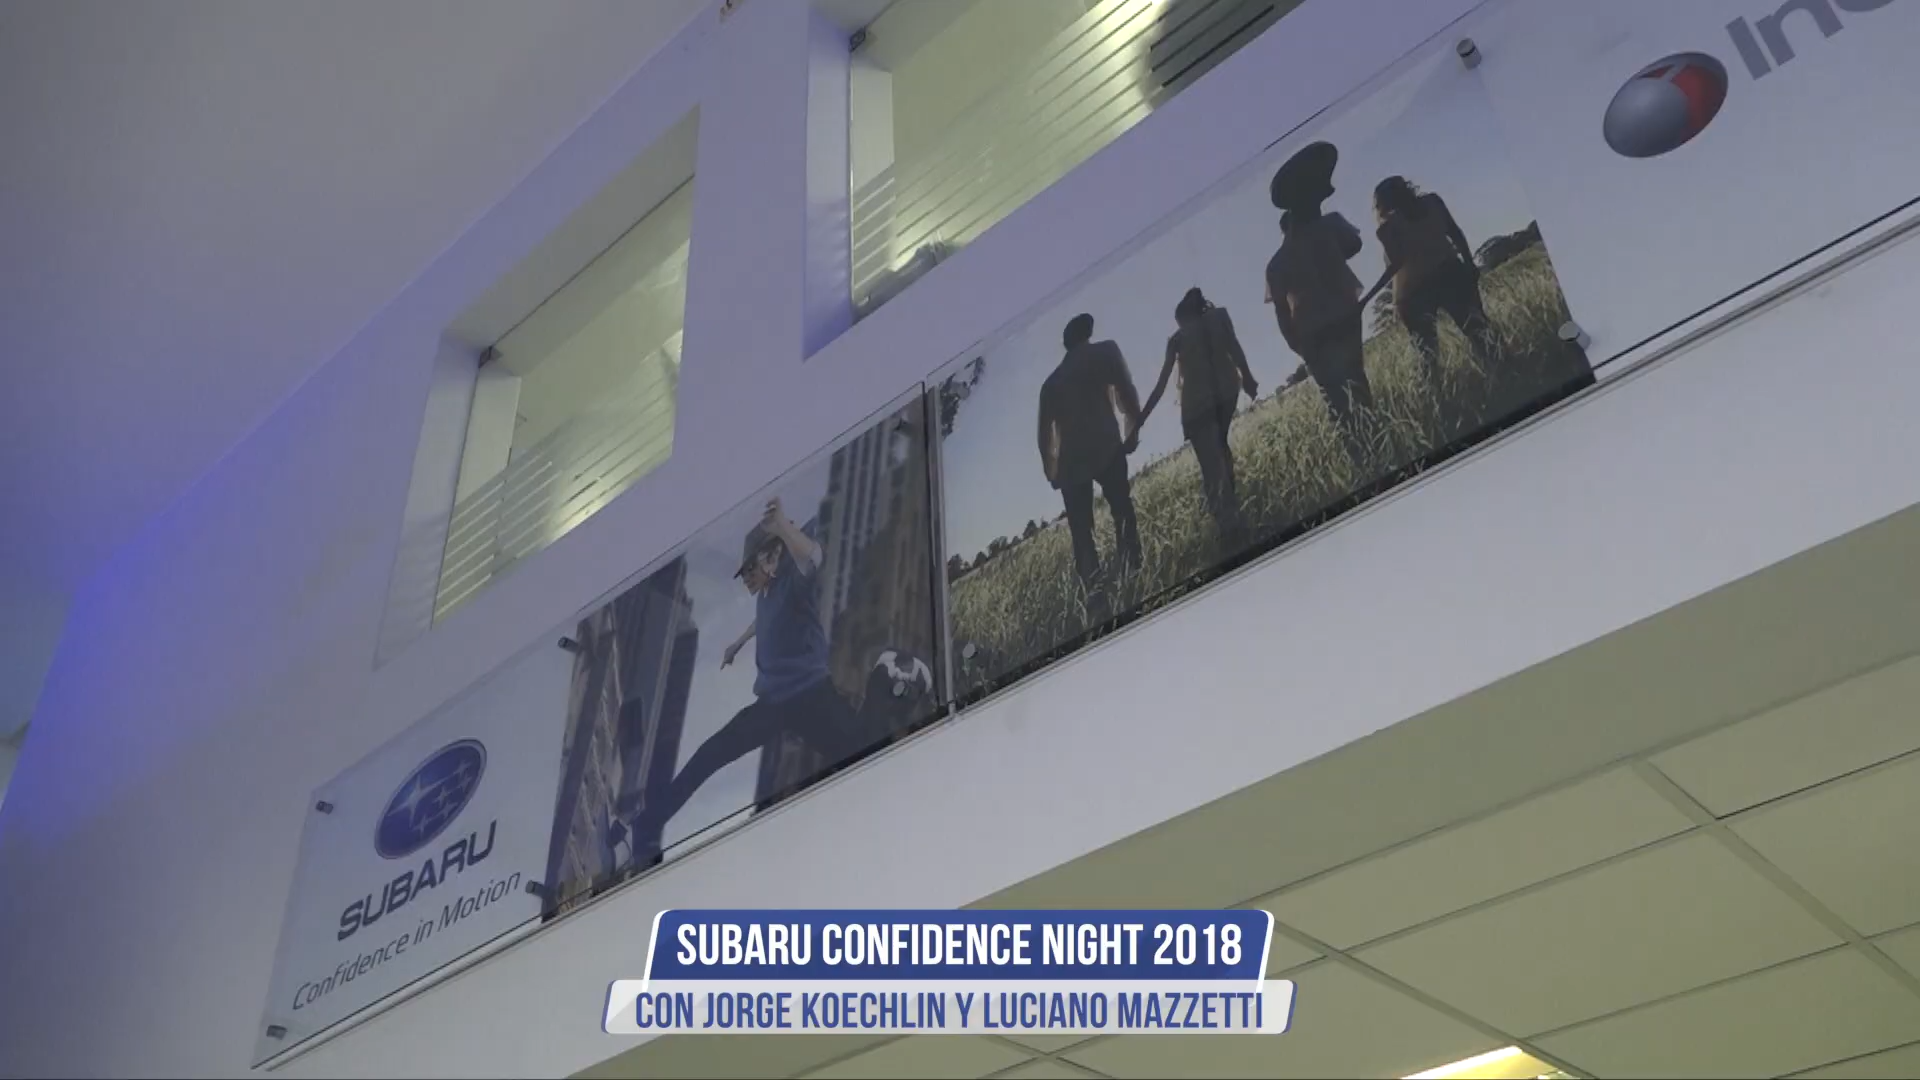 SUBARU
Confidence in Motion
SUBARU CONFIDENCE NIGHT 2018
CON JORGE KOECHLIN Y LUCIANO MAZZETTI